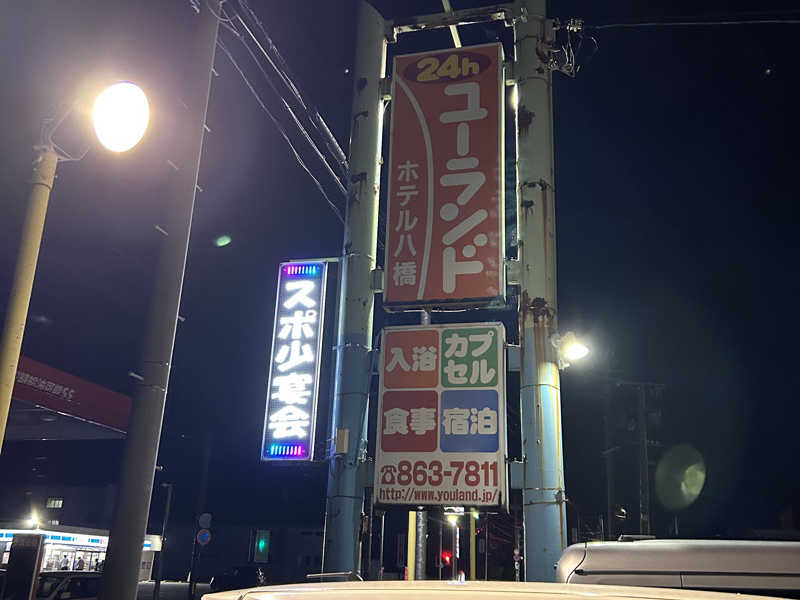 24h
ユーランド
ホテル八橋
スポ少宴会
入浴
カプセル
食事
宿泊
☎863-7811
http://www.youland.jp/